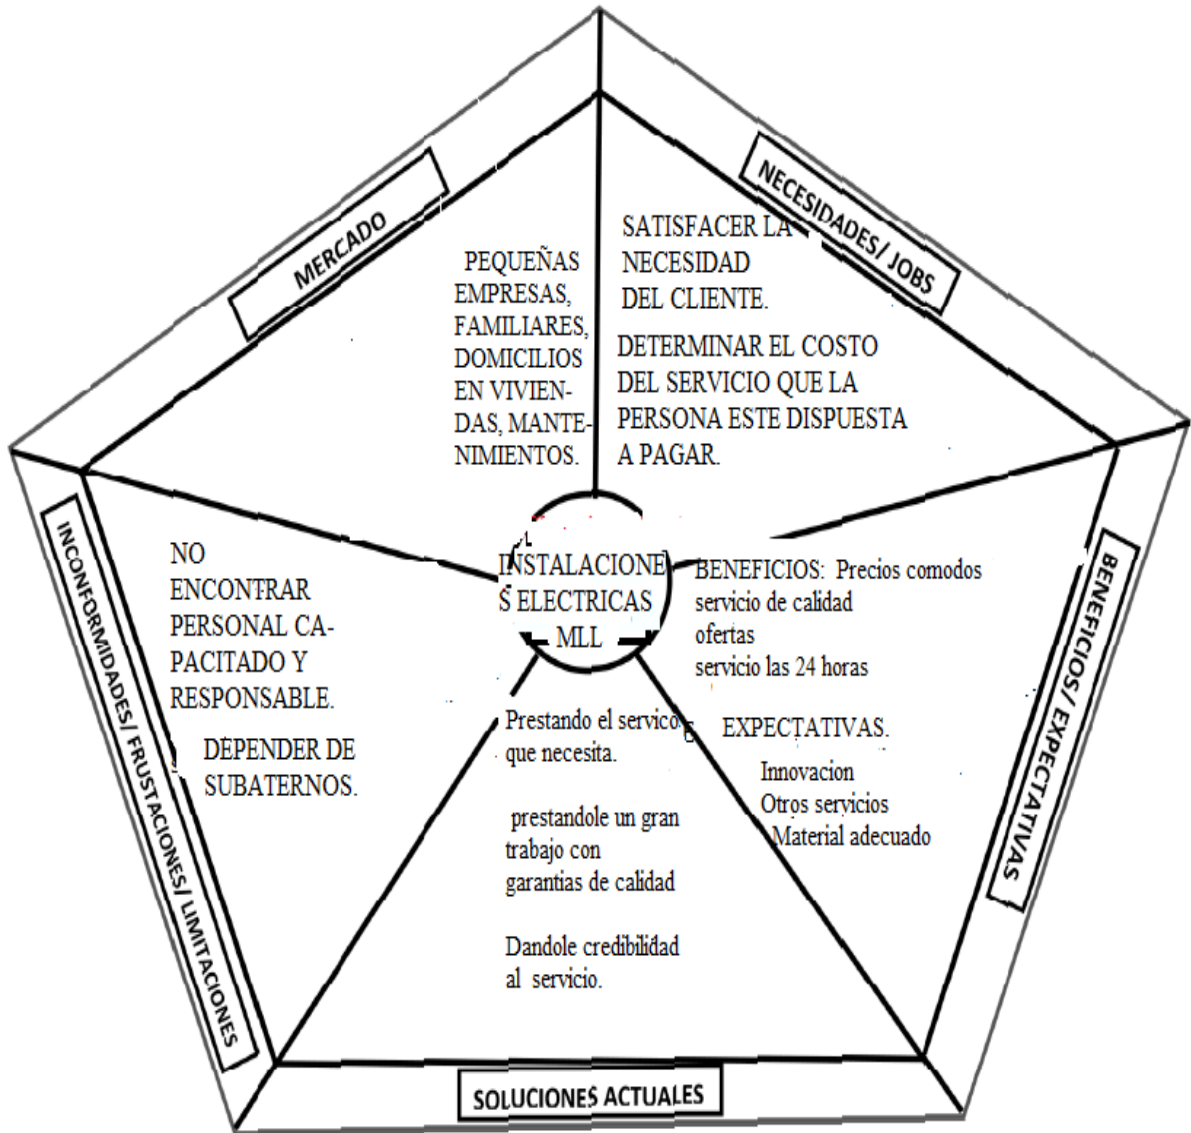 MERCADO
PEQUEÑAS
EMPRESAS,
FAMILIARES,
DOMICILIOS
EN VIVIEN-
DAS, MANTE-
NIMIENTOS.
NECESIDADES/ JOBS
SATISFACER LA
NECESIDAD
DEL CLIENTE.
DETERMINAR EL COSTO
DEL SERVICIO QUE LA
PERSONA ESTE DISPUESTA
A PAGAR.
INSTALACIONE
S ELECTRICAS
MLL
INCONFORMIDADES/ FRUSTACIONES/ LIMITACIONES
NO
ENCONTRAR
PERSONAL CA-
PACITADO Y
RESPONSABLE.
DEPENDER DE
SUBATERNOS.
BENEFICIOS/ EXPECTATIVAS
BENEFICIOS: Precios comodos
servicio de calidad
ofertas
servicio las 24 horas
EXPECTATIVAS.
Innovacion
Otros servicios
Material adecuado
Prestando el servico
que necesita.
prestandole un gran
trabajo con
garantias de calidad
Dandole credibilidad
al servicio.
SOLUCIONES ACTUALES